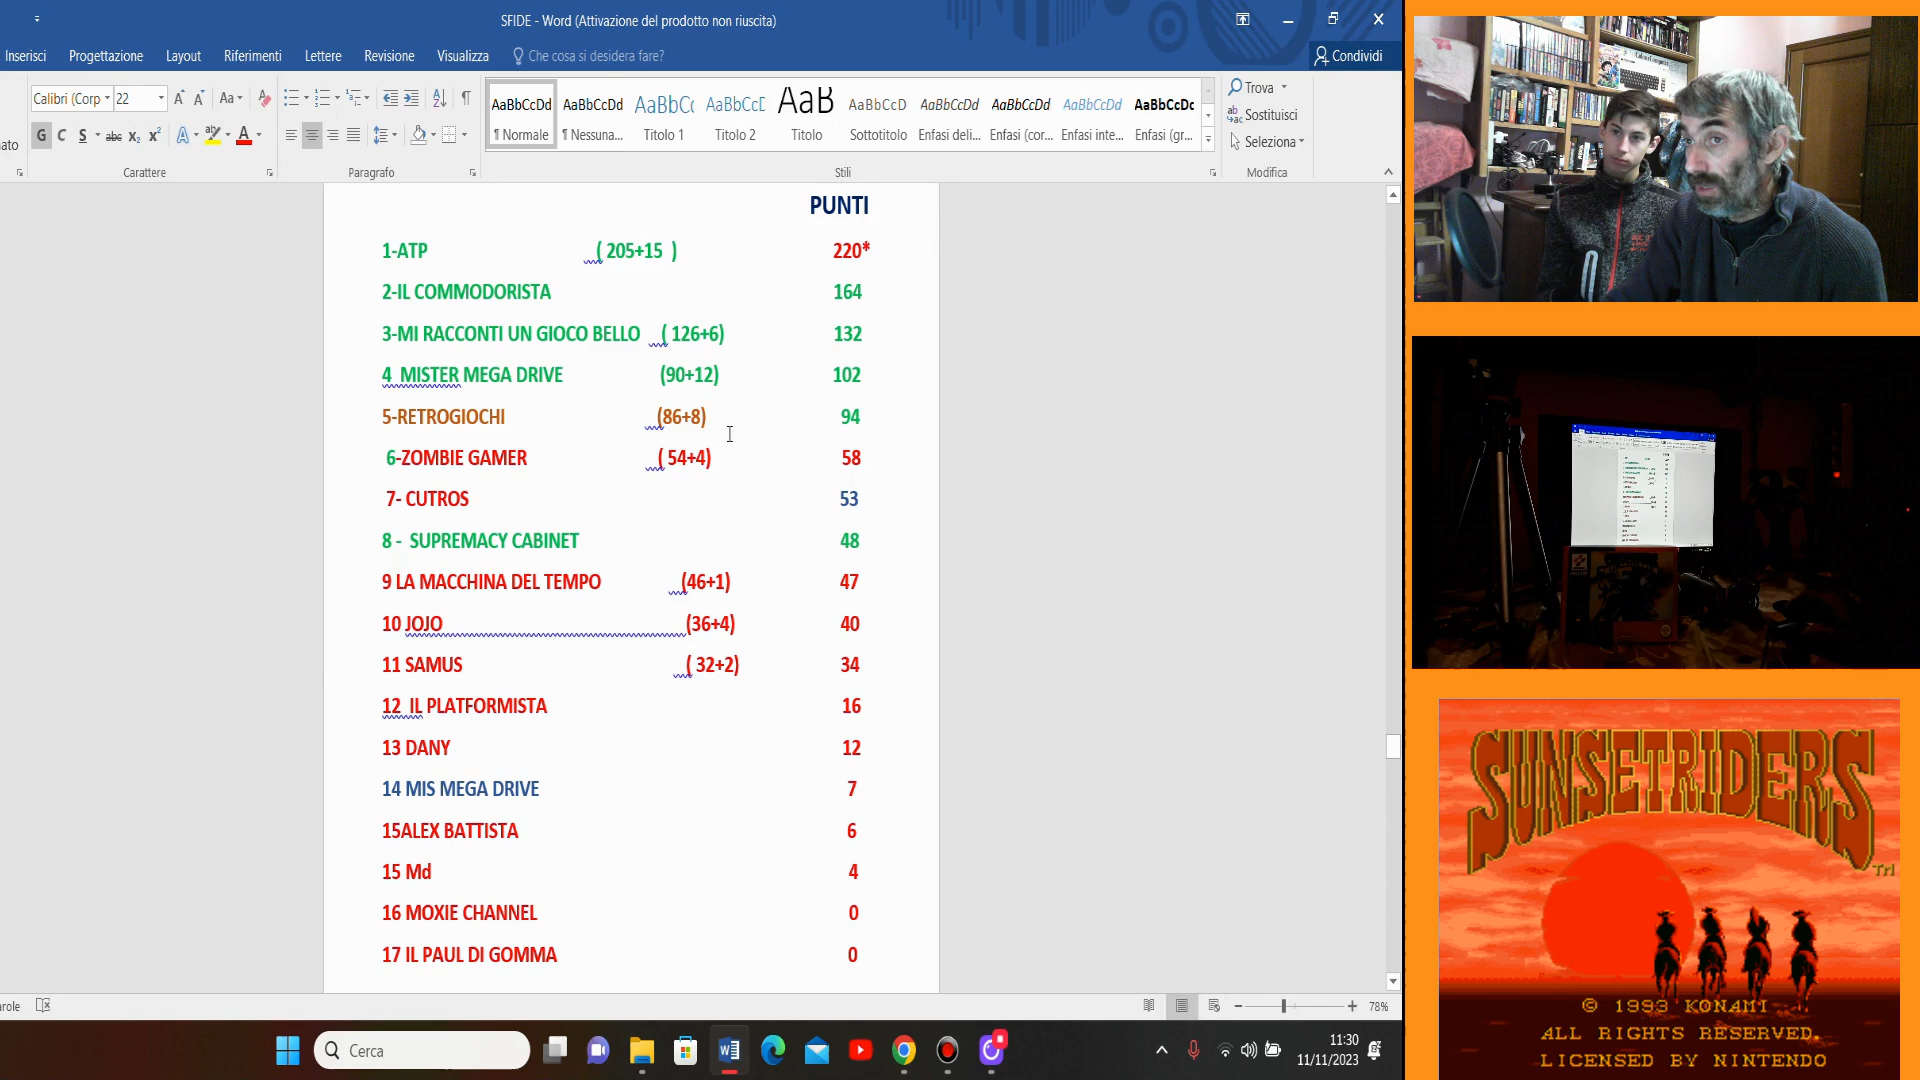 SFIDE - Word (Attivazione del prodotto non riuscita)
Inserisci Progettazione Layout Riferimenti Lettere Revisione Visualizza Che cosa si desidera fare? Condividi
Calibri (Corp 22 Aa
AaBbCcDd AaBbCcDd AaBbCc AaBbCcD AaB AaBbCcD AaBbCcDd AaBbCcDd AaBbCcDd AaBbCcDc
¶ Normale ¶ Nessuna... Titolo 1 Titolo 2 Titolo Sottotitolo Enfasi deli... Enfasi (cor... Enfasi inte... Enfasi (gr...
Trova
Sostituisci
Seleziona
ato G C S abc x₂ x² A A
Carattere Paragrafo Stili Modifica
PUNTI
1-ATP ( 205+15 ) 220*
2-IL COMMODORISTA 164
3-MI RACCONTI UN GIOCO BELLO ( 126+6) 132
4 MISTER MEGA DRIVE (90+12) 102
5-RETROGIOCHI (86+8) 94
6-ZOMBIE GAMER ( 54+4) 58
7- CUTROS 53
8 - SUPREMACY CABINET 48
9 LA MACCHINA DEL TEMPO (46+1) 47
10 JOJO (36+4) 40
11 SAMUS ( 32+2) 34
12 IL PLATFORMISTA 16
13 DANY 12
14 MIS MEGA DRIVE 7
15ALEX BATTISTA 6
15 Md 4
16 MOXIE CHANNEL 0
17 IL PAUL DI GOMMA 0
arole 78%
Cerca
11:30
11/11/2023
SUNSETRIDERS TM
© 1993 KONAMI
ALL RIGHTS RESERVED.
LICENSED BY NINTENDO